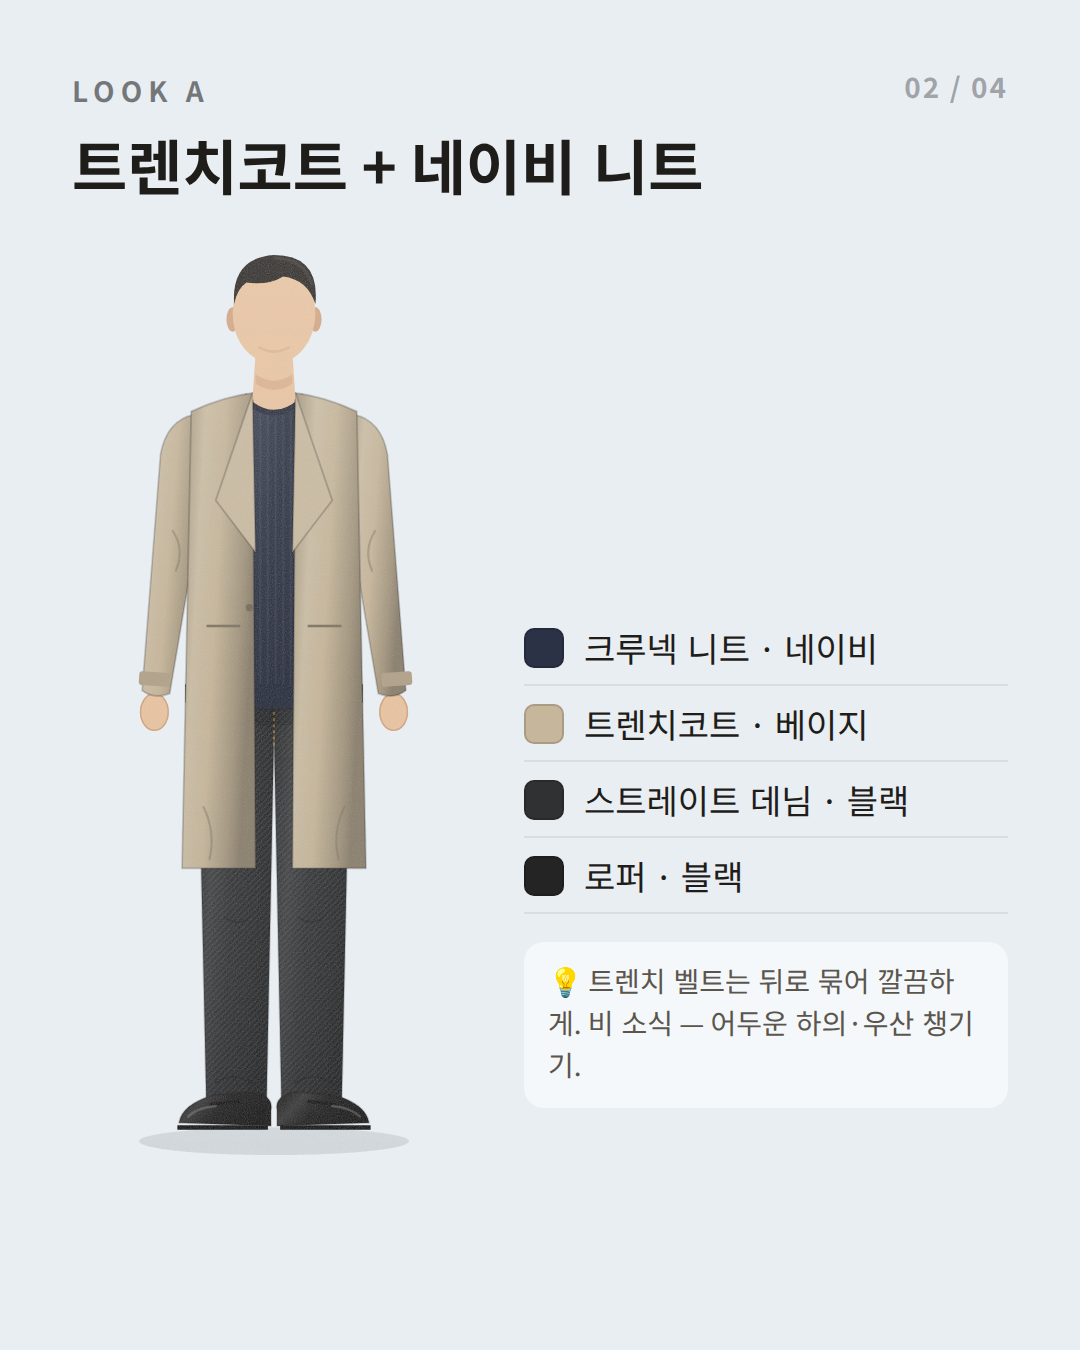 LOOK A
02 / 04
트렌치코트 + 네이비 니트
크루넥 니트 · 네이비
트렌치코트 · 베이지
스트레이트 데님 · 블랙
로퍼 · 블랙
💡 트렌치 벨트는 뒤로 묶어 깔끔하
게. 비 소식 — 어두운 하의·우산 챙기
기.